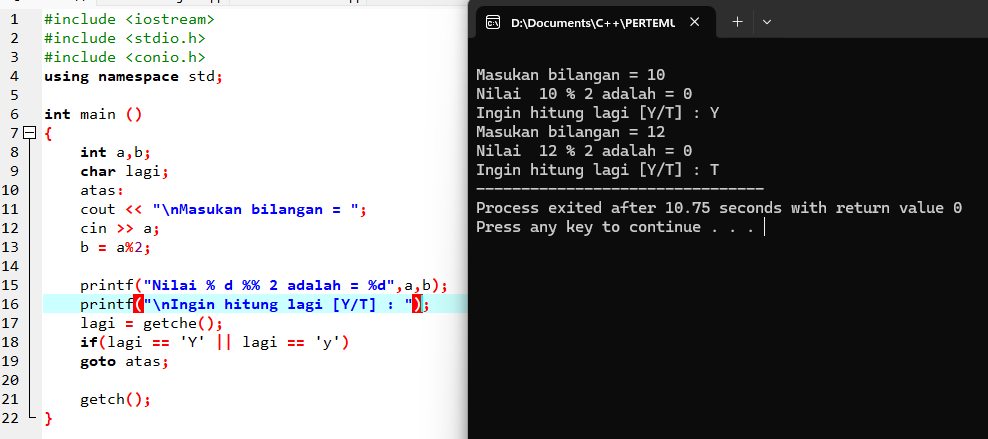 1 #include <iostream>
2 #include <stdio.h>
3 #include <conio.h>
4 using namespace std;
5
6 int main ()
7 {
8 int a,b;
9 char lagi;
10 atas:
11 cout << "\nMasukan bilangan = ";
12 cin >> a;
13 b = a%2;
14
15 printf("Nilai % d %% 2 adalah = %d",a,b);
16 printf("\nIngin hitung lagi [Y/T] : ");
17 lagi = getche();
18 if(lagi == 'Y' || lagi == 'y')
19 goto atas;
20
21 getch();
22 }
D:\Documents\C++\PERTEMU
Masukan bilangan = 10
Nilai  10 % 2 adalah = 0
Ingin hitung lagi [Y/T] : Y
Masukan bilangan = 12
Nilai  12 % 2 adalah = 0
Ingin hitung lagi [Y/T] : T
--------------------------------
Process exited after 10.75 seconds with return value 0
Press any key to continue . . .